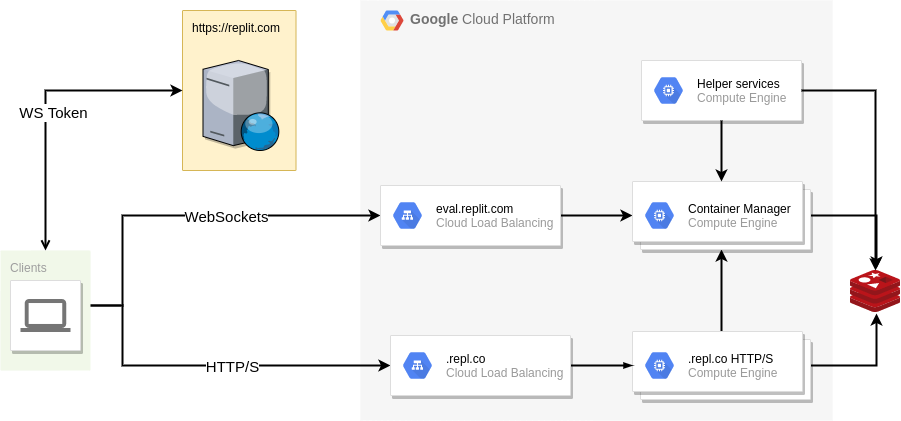 https://replit.com
Google Cloud Platform
Helper services
Compute Engine
WS Token
eval.replit.com
Cloud Load Balancing
Container Manager
Compute Engine
WebSockets
Clients
.repl.co
Cloud Load Balancing
.repl.co HTTP/S
Compute Engine
HTTP/S